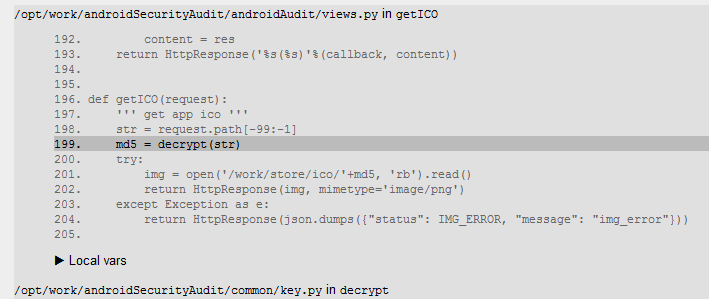 /opt/work/androidSecurityAudit/androidAudit/views.py in getICO
192. content = res
193. return HttpResponse('%s(%s)'%(callback, content))
194.
195.
196. def getICO(request):
197. ''' get app ico '''
198. str = request.path[-99:-1]
199. md5 = decrypt(str)
200. try:
201. img = open('/work/store/ico/'+md5, 'rb').read()
202. return HttpResponse(img, mimetype='image/png')
203. except Exception as e:
204. return HttpResponse(json.dumps({"status": IMG_ERROR, "message": "img_error"}))
205.
▶ Local vars
/opt/work/androidSecurityAudit/common/key.py in decrypt